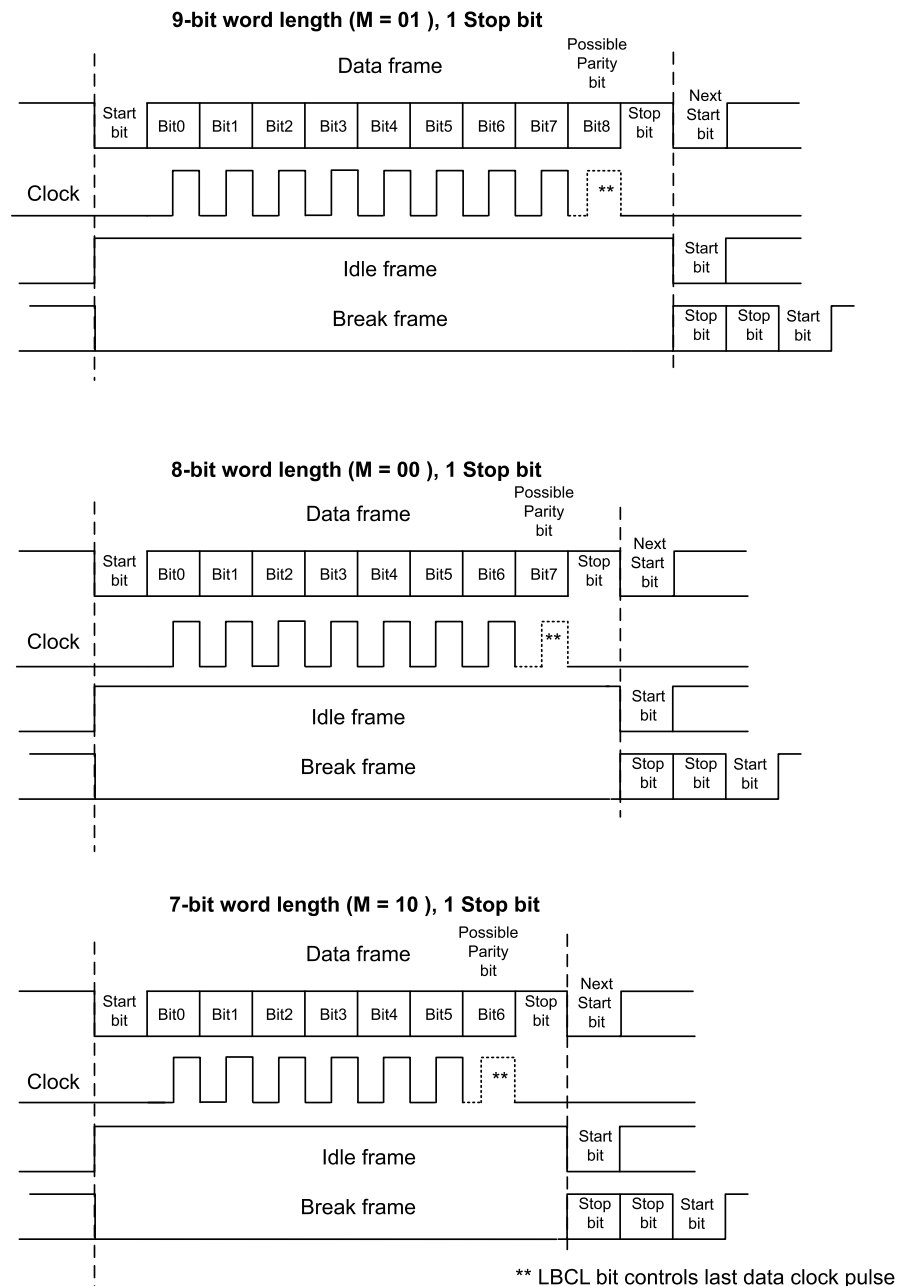 9-bit word length (M = 01 ), 1 Stop bit
Data frame
Possible
Parity
bit
Start
bit
Bit0
Bit1
Bit2
Bit3
Bit4
Bit5
Bit6
Bit7
Bit8
Stop
bit
Next
Start
bit
Clock
**
Idle frame
Start
bit
Break frame
Stop
bit
Stop
bit
Start
bit
8-bit word length (M = 00 ), 1 Stop bit
Data frame
Possible
Parity
bit
Start
bit
Bit0
Bit1
Bit2
Bit3
Bit4
Bit5
Bit6
Bit7
Stop
bit
Next
Start
bit
Clock
**
Idle frame
Start
bit
Break frame
Stop
bit
Stop
bit
Start
bit
7-bit word length (M = 10 ), 1 Stop bit
Data frame
Possible
Parity
bit
Start
bit
Bit0
Bit1
Bit2
Bit3
Bit4
Bit5
Bit6
Stop
bit
Next
Start
bit
Clock
**
Idle frame
Start
bit
Break frame
Stop
bit
Stop
bit
Start
bit
** LBCL bit controls last data clock pulse